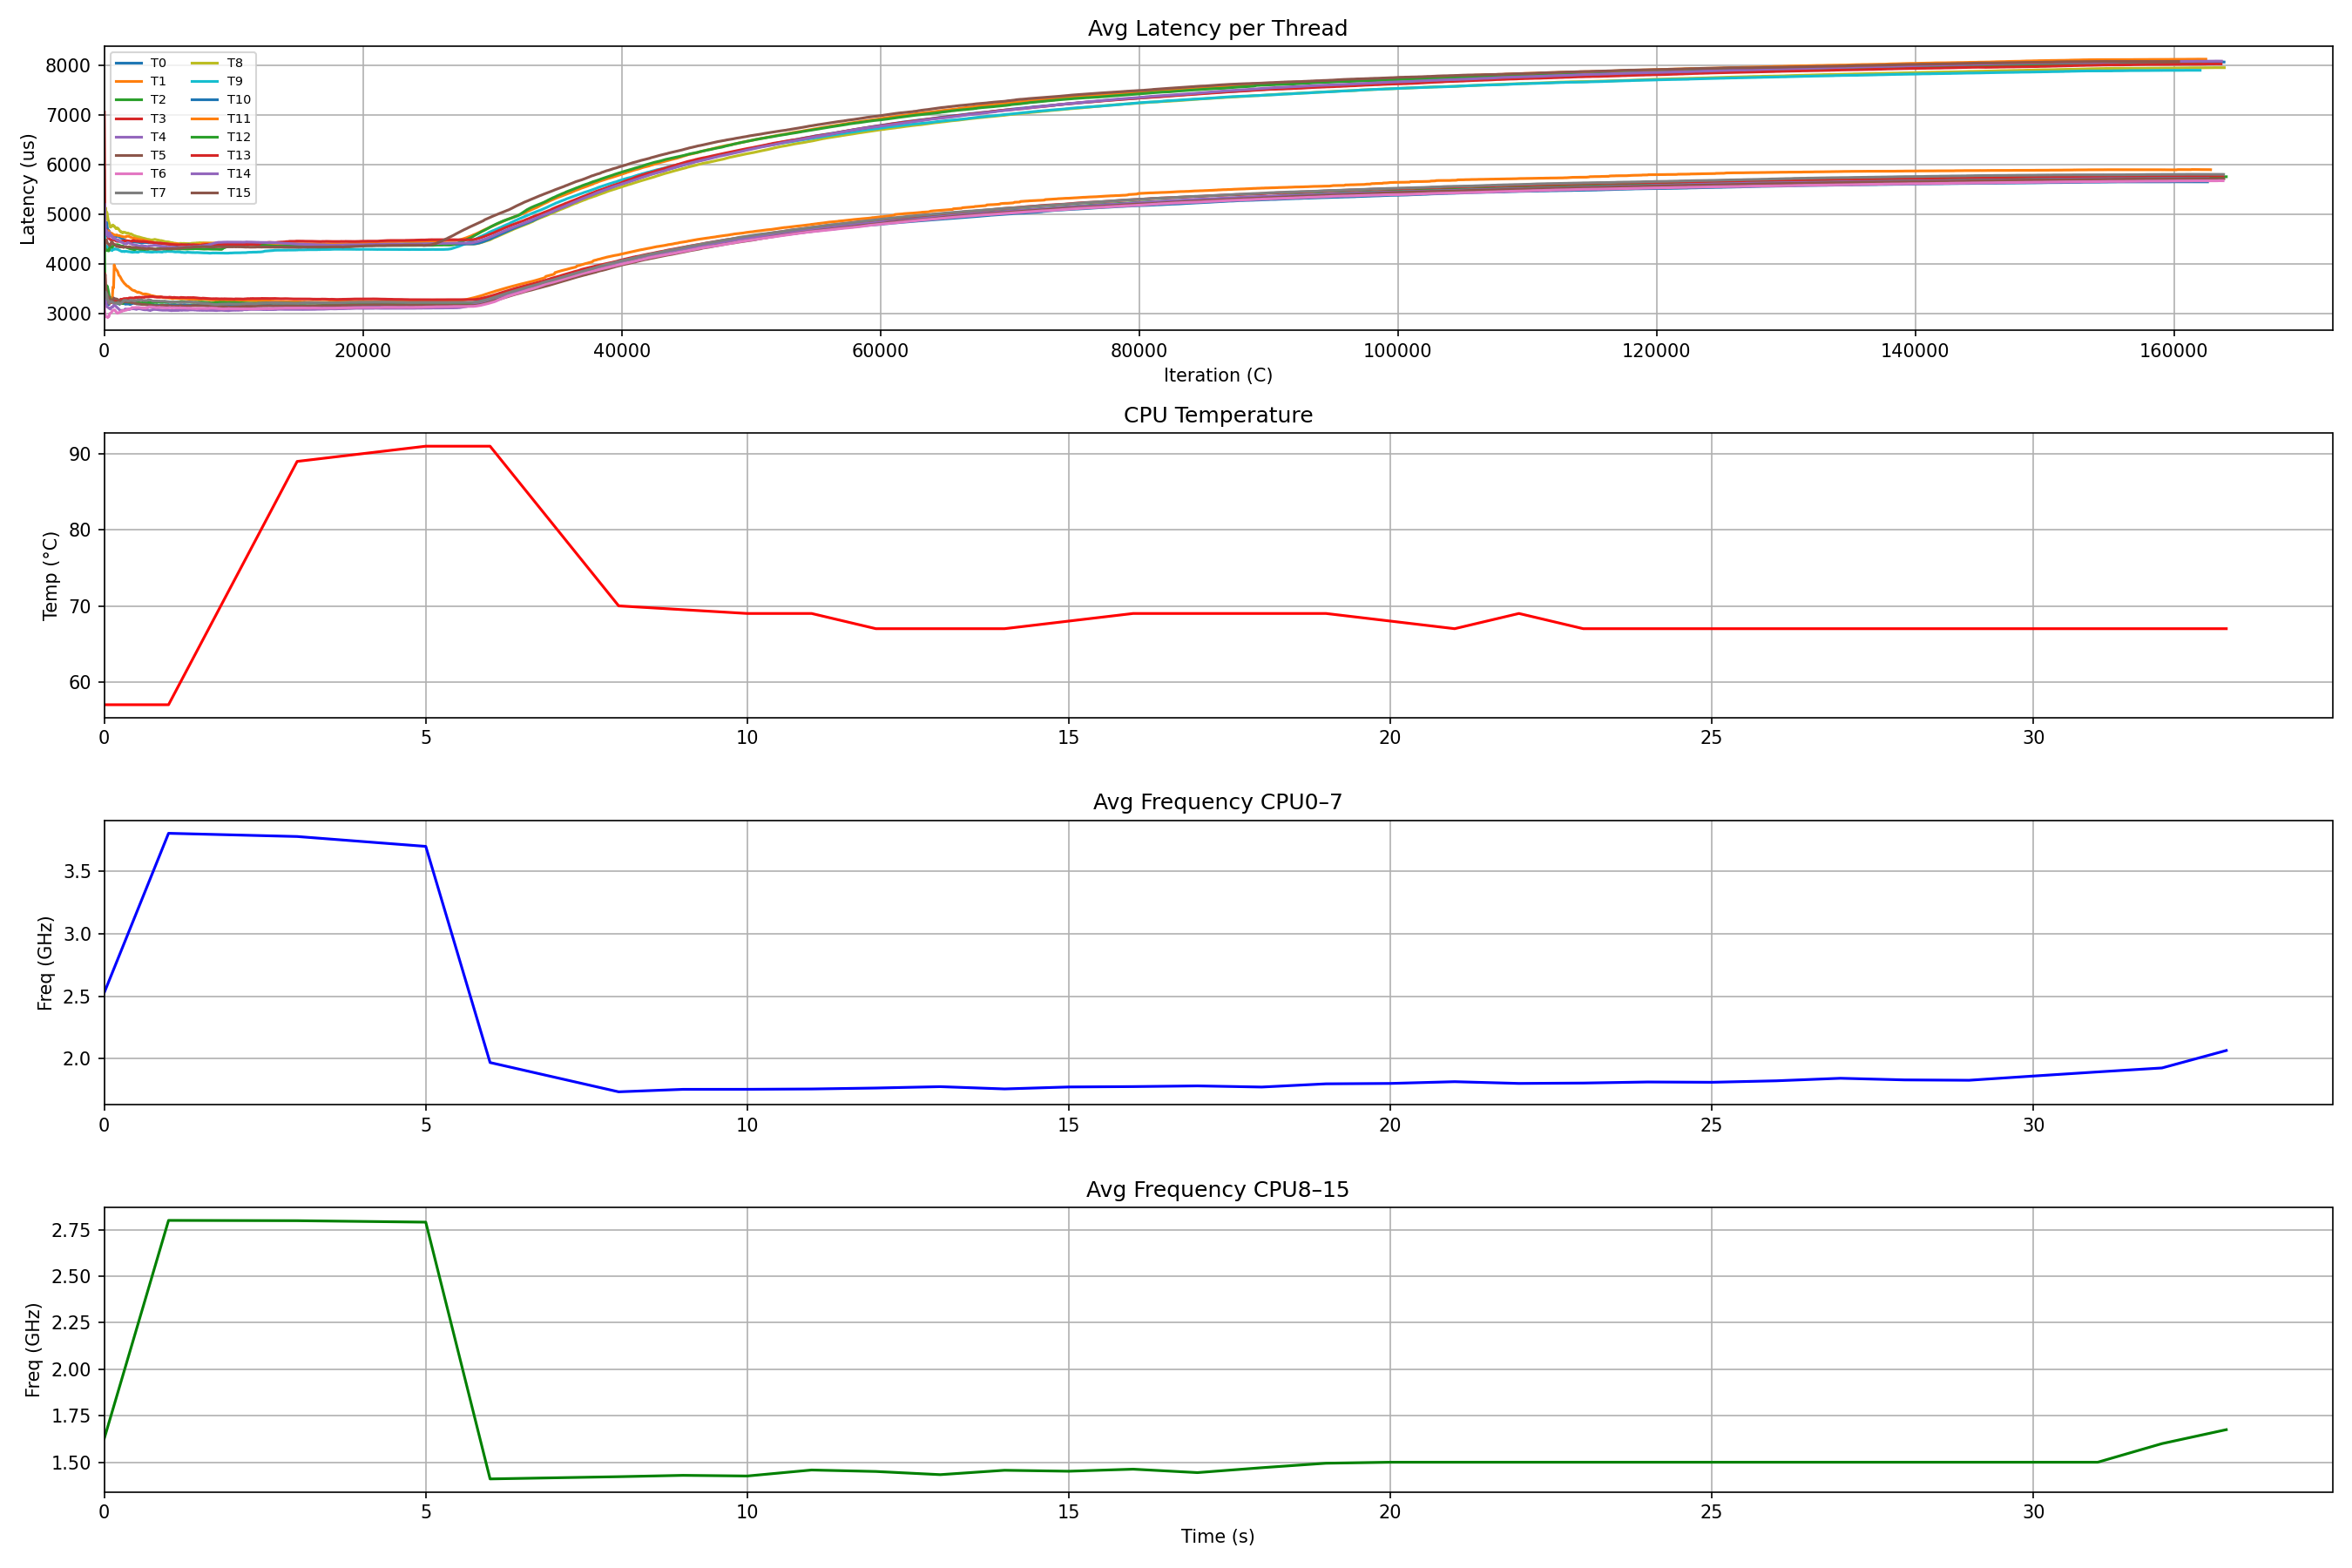 Avg Latency per Thread
8000
7000
6000
5000
4000
3000
Latency (us)
T0 T8
T1 T9
T2 T10
T3 T11
T4 T12
T5 T13
T6 T14
T7 T15
0 20000 40000 60000 80000 100000 120000 140000 160000
Iteration (C)
CPU Temperature
90
80
70
60
Temp (°C)
0 5 10 15 20 25 30
Avg Frequency CPU0–7
3.5
3.0
2.5
2.0
Freq (GHz)
0 5 10 15 20 25 30
Avg Frequency CPU8–15
2.75
2.50
2.25
2.00
1.75
1.50
Freq (GHz)
0 5 10 15 20 25 30
Time (s)